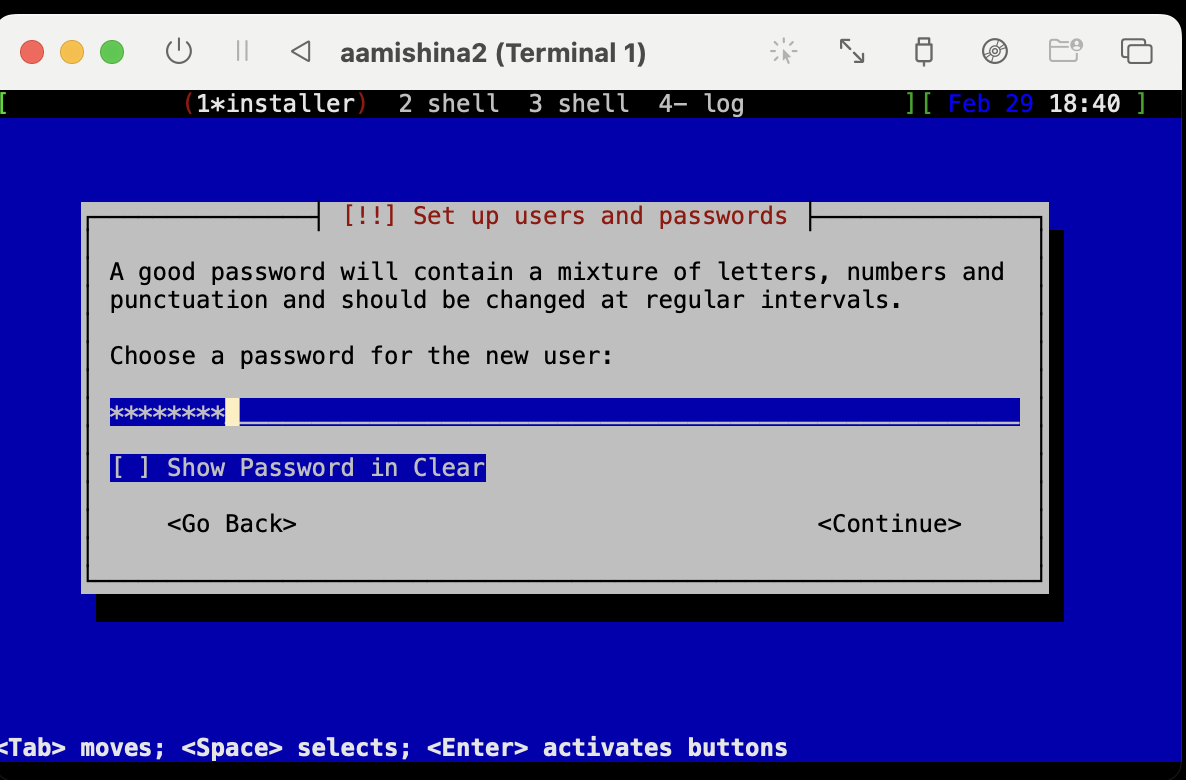 aamishina2 (Terminal 1)
[ (1*installer) 2 shell 3 shell 4- log ][ Feb 29 18:40 ]
[!!] Set up users and passwords
A good password will contain a mixture of letters, numbers and
punctuation and should be changed at regular intervals.
Choose a password for the new user:
********
[ ] Show Password in Clear
<Go Back> <Continue>
<Tab> moves; <Space> selects; <Enter> activates buttons